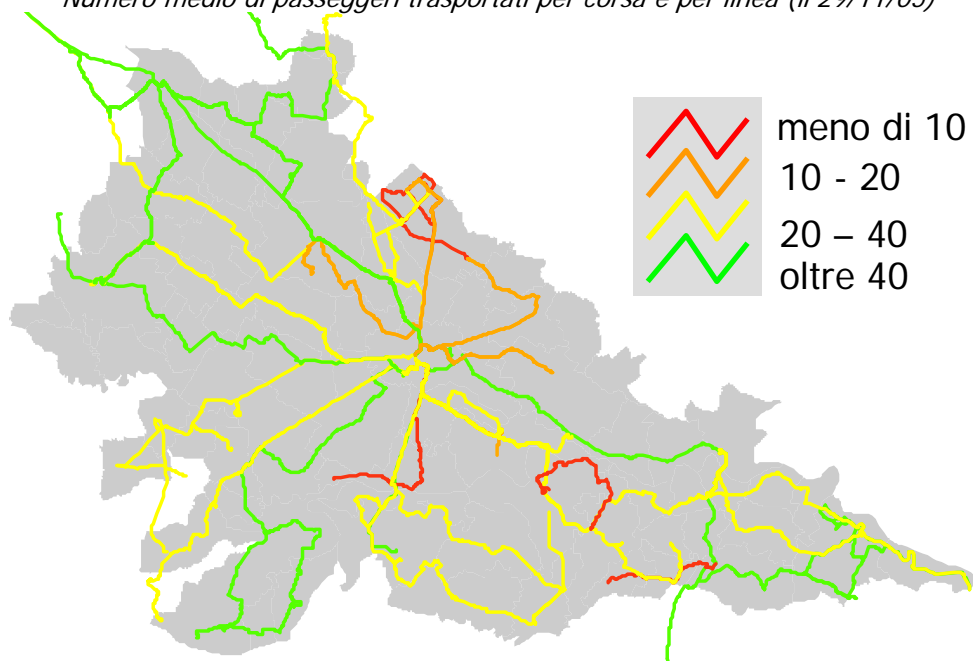 Numero medio di passeggeri trasportati per corsa e per linea (il 29/11/05)
meno di 10
10 - 20
20 – 40
oltre 40